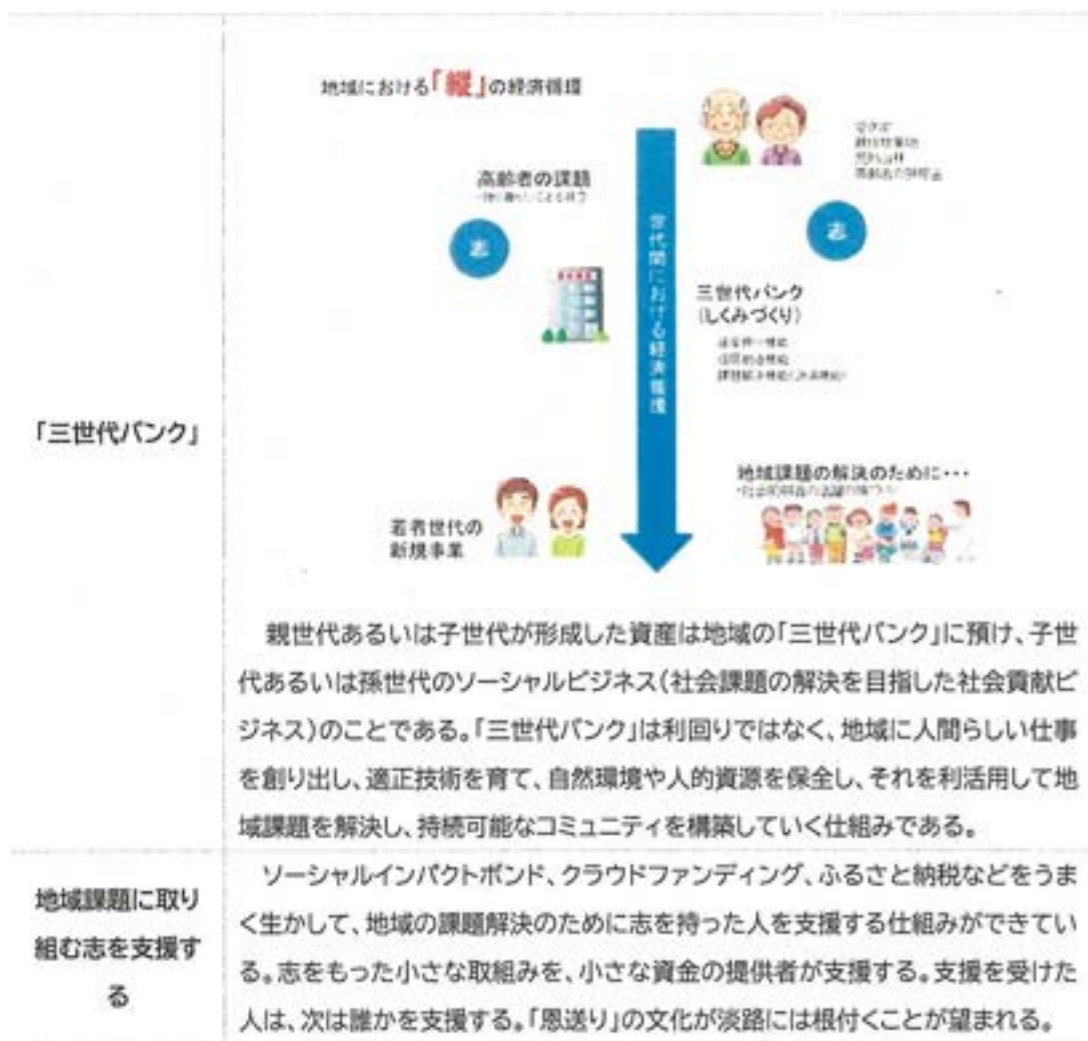 地域における「縦」の経済循環
高齢者の課題
志
志
世代間における経済循環
三世代バンク
(しくみづくり)
若者世代の
新規事業
地域課題の解決のために・・・
「三世代バンク」
親世代あるいは子世代が形成した資産は地域の「三世代バンク」に預け、子世
代あるいは孫世代のソーシャルビジネス(社会課題の解決を目指した社会貢献ビ
ジネス)のことである。「三世代バンク」は利回りではなく、地域に人間らしい仕事
を創り出し、適正技術を育て、自然環境や人的資源を保全し、それを利活用して地
域課題を解決し、持続可能なコミュニティを構築していく仕組みである。
地域課題に取り
組む志を支援す
る
ソーシャルインパクトボンド、クラウドファンディング、ふるさと納税などをうま
く生かして、地域の課題解決のために志を持った人を支援する仕組みができてい
る。志をもった小さな取組みを、小さな資金の提供者が支援する。支援を受けた
人は、次は誰かを支援する。「恩送り」の文化が淡路には根付くことが望まれる。